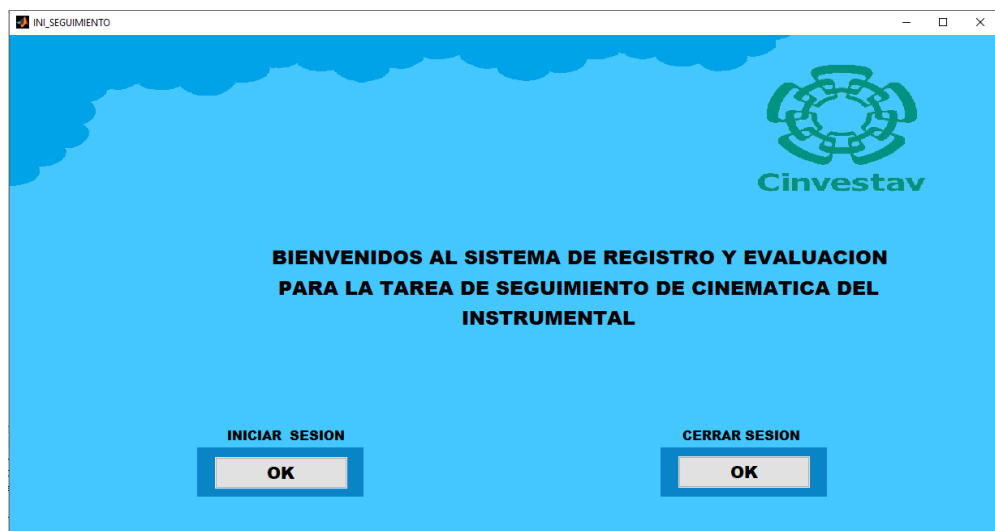 INI_SEGUIMIENTO
Cinvestav
BIENVENIDOS AL SISTEMA DE REGISTRO Y EVALUACION
PARA LA TAREA DE SEGUIMIENTO DE CINEMATICA DEL
INSTRUMENTAL
INICIAR SESION
CERRAR SESION
OK
OK